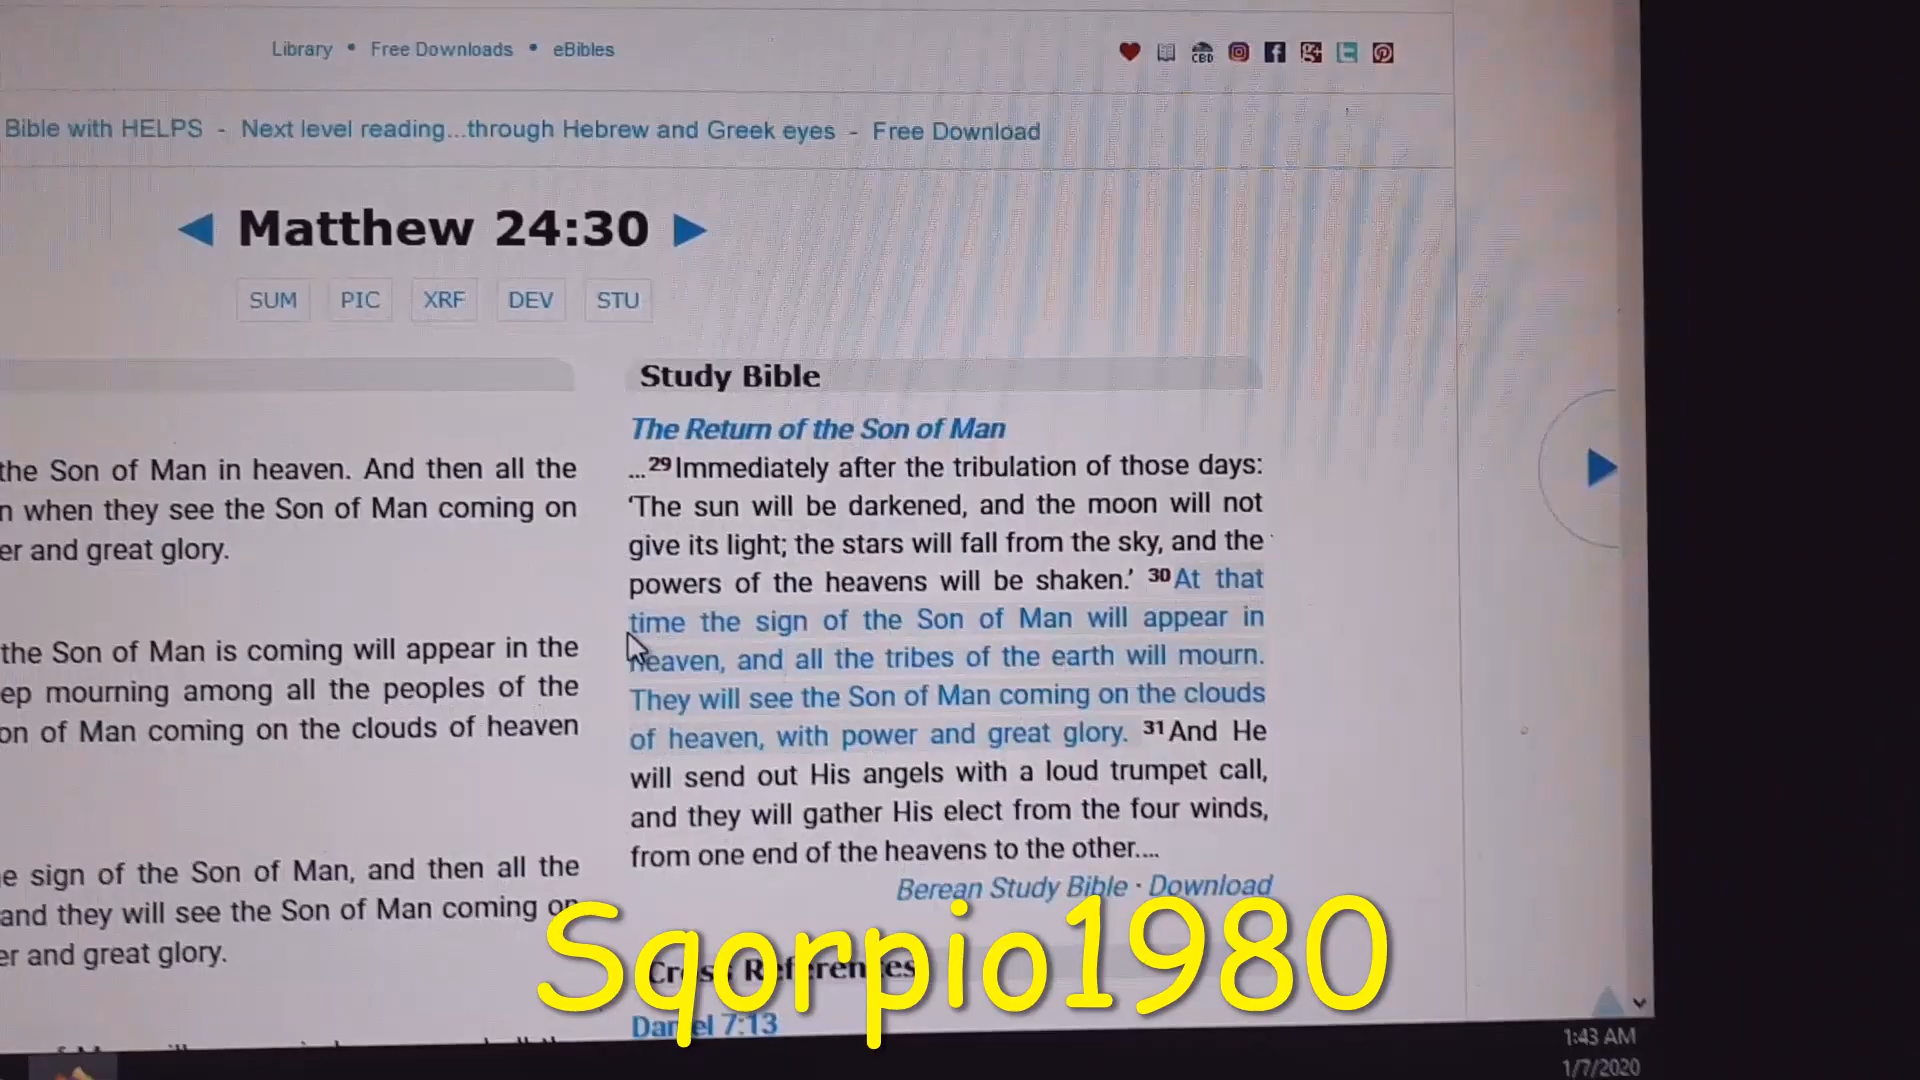 Library • Free Downloads • eBibles
CBD
Bible with HELPS - Next level reading...through Hebrew and Greek eyes - Free Download
Matthew 24:30
SUM PIC XRF DEV STU
the Son of Man in heaven. And then all the
when they see the Son of Man coming on
and great glory.
the Son of Man is coming will appear in the
mourning among all the peoples of the
of Man coming on the clouds of heaven
sign of the Son of Man, and then all the
and they will see the Son of Man coming on
and great glory.
Study Bible
The Return of the Son of Man
...29Immediately after the tribulation of those days:
‘The sun will be darkened, and the moon will not
give its light; the stars will fall from the sky, and the
powers of the heavens will be shaken.’ 30At that
time the sign of the Son of Man will appear in
heaven, and all the tribes of the earth will mourn.
They will see the Son of Man coming on the clouds
of heaven, with power and great glory. 31And He
will send out His angels with a loud trumpet call,
and they will gather His elect from the four winds,
from one end of the heavens to the other....
Berean Study Bible · Download
Cross References
Daniel 7:13
Sqorpio1980
1:43 AM
1/7/2020